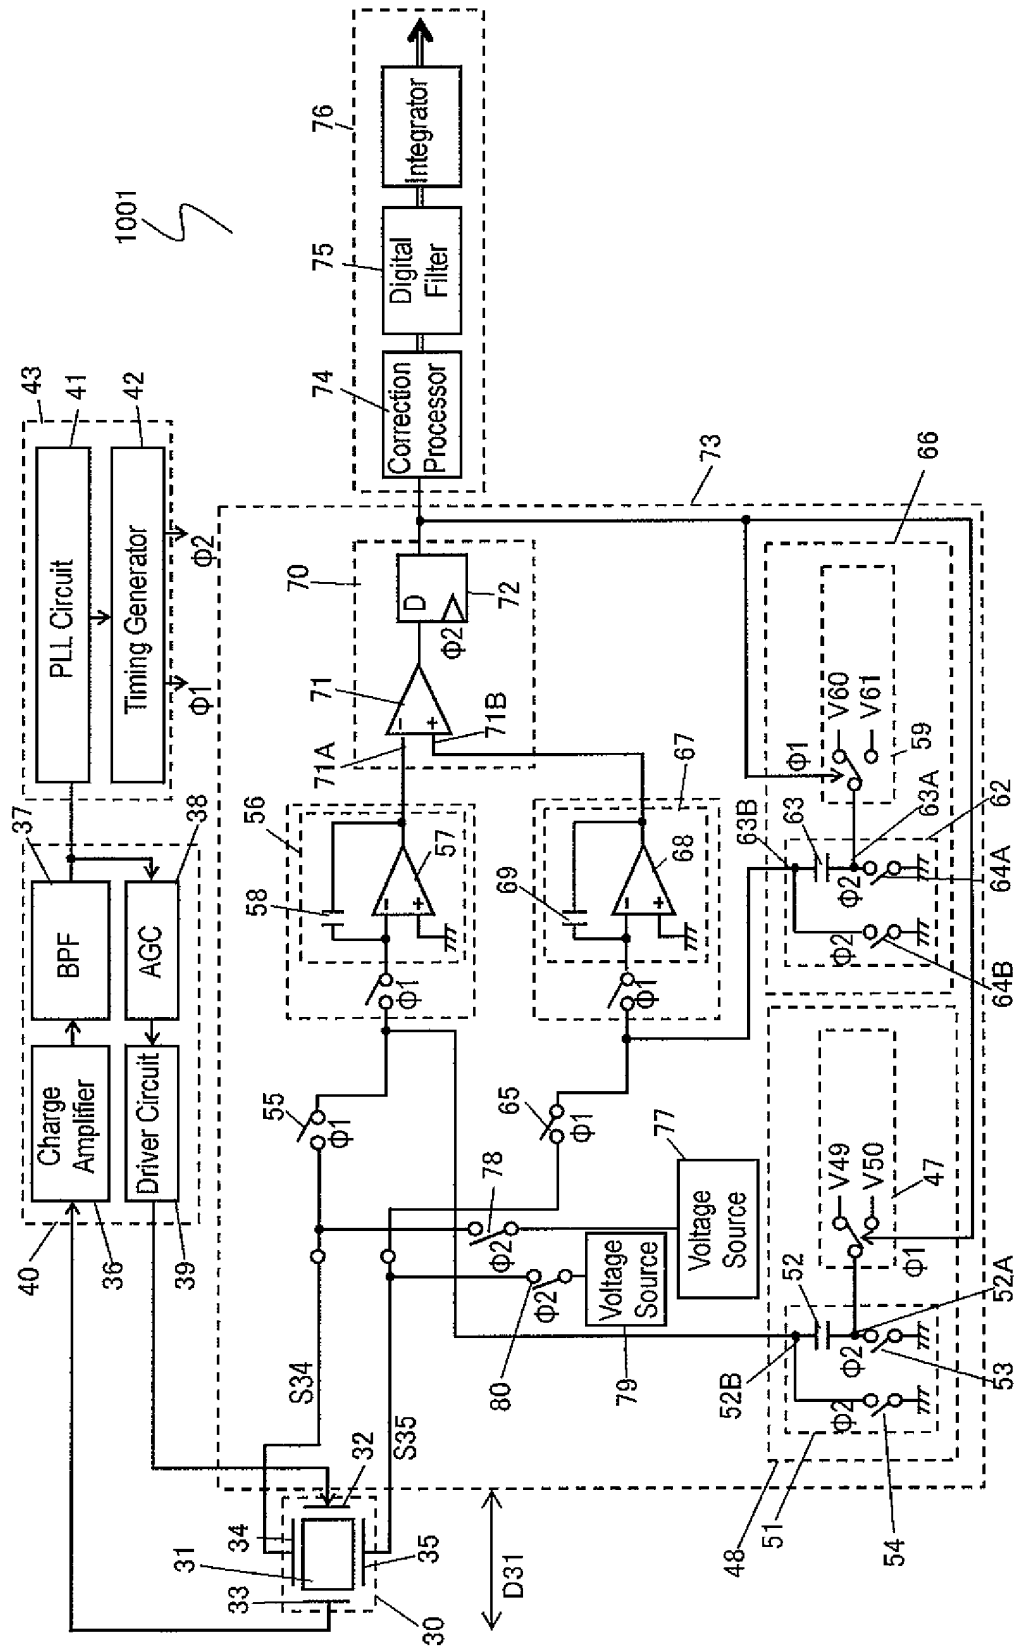 40
36
39
Charge
Amplifier
Driver Circuit
37
BPF
AGC
38
43
41
42
PLL Circuit
Timing Generator
Φ1
Φ2
1001
76
75
74
Correction
Processor
Digital
Filter
Integrator
73
70
D
72
Φ2
71
−
+
71A
71B
56
58
57
−
+
Φ1
67
69
68
−
+
Φ1
55
Φ1
65
Φ1
78
Φ2
77
Voltage
Source
80
Φ2
79
Voltage
Source
S34
S35
34
31
33
32
35
30
D31
66
V60
V61
Φ1
59
63A
62
63B
63
Φ2
64A
Φ2
64B
V49
V50
47
Φ1
52
52A
52B
Φ2
53
Φ2
54
51
48